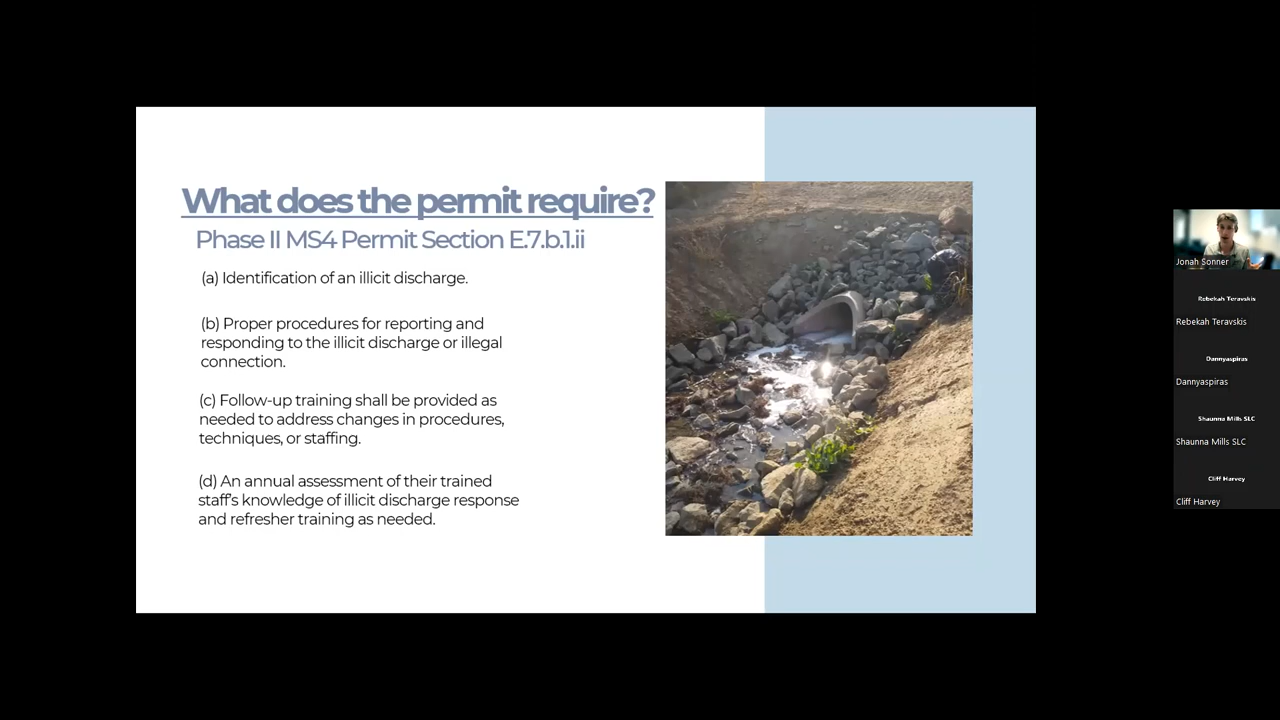 What does the permit require?
Phase II MS4 Permit Section E.7.b.1.ii
(a) Identification of an illicit discharge.
(b) Proper procedures for reporting and
responding to the illicit discharge or illegal
connection.
(c) Follow-up training shall be provided as
needed to address changes in procedures,
techniques, or staffing.
(d) An annual assessment of their trained
staff's knowledge of illicit discharge response
and refresher training as needed.
Jonah Sonner
Rebekah Teravskis
Rebekah Teravskis
Dannyaspiras
Dannyaspiras
Shaunna Mills SLC
Shaunna Mills SLC
Cliff Harvey
Cliff Harvey